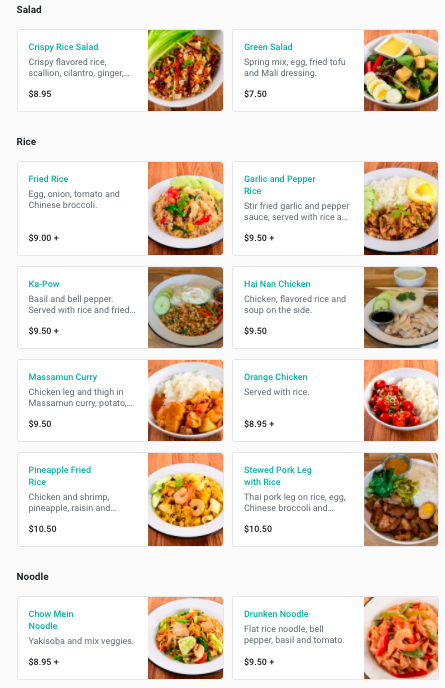 Salad
Crispy Rice Salad
Crispy flavored rice,
scallion, cilantro, ginger,...
$8.95
Green Salad
Spring mix, egg, fried tofu
and Mali dressing.
$7.50
Rice
Fried Rice
Egg, onion, tomato and
Chinese broccoli.
$9.00 +
Garlic and Pepper
Rice
Stir fried garlic and pepper
sauce, served with rice a...
$9.50 +
Ka-Pow
Basil and bell pepper.
Served with rice and fried...
$9.50 +
Hai Nan Chicken
Chicken, flavored rice and
soup on the side.
$9.50
Massamun Curry
Chicken leg and thigh in
Massamun curry, potato,...
$9.50
Orange Chicken
Served with rice.
$8.95 +
Pineapple Fried
Rice
Chicken and shrimp,
pineapple, raisin and...
$10.50
Stewed Pork Leg
with Rice
Thai pork leg on rice, egg,
Chinese broccoli and...
$10.50
Noodle
Chow Mein
Noodle
Yakisoba and mix veggies.
$8.95 +
Drunken Noodle
Flat rice noodle, bell
pepper, basil and tomato.
$9.50 +